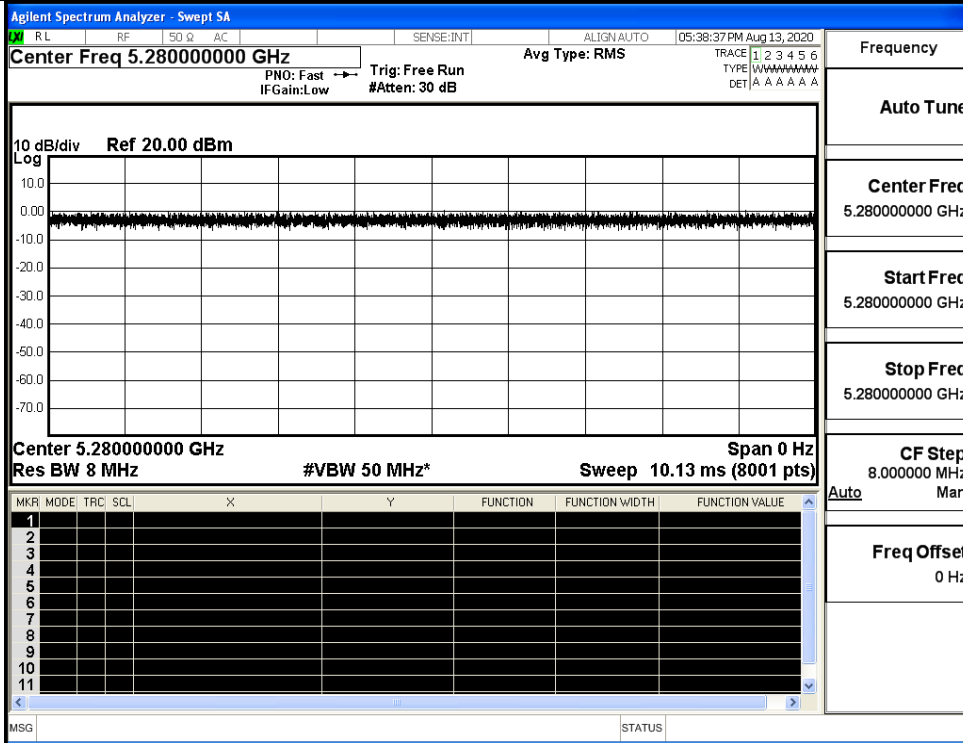 Agilent Spectrum Analyzer - Swept SA
LXI RL RF 50 Ω AC SENSE:INT ALIGN AUTO 05:38:37 PM Aug 13, 2020
Center Freq 5.280000000 GHz
PNO: Fast
IFGain:Low
Trig: Free Run
#Atten: 30 dB
Avg Type: RMS
TRACE 1 2 3 4 5 6
TYPE WWWWWW
DET A A A A A A
10 dB/div
Log
Ref 20.00 dBm
10.0
0.00
-10.0
-20.0
-30.0
-40.0
-50.0
-60.0
-70.0
Center 5.280000000 GHz
Span 0 Hz
Res BW 8 MHz
#VBW 50 MHz*
Sweep 10.13 ms (8001 pts)
MKR MODE TRC SCL X Y FUNCTION FUNCTION WIDTH FUNCTION VALUE
1
2
3
4
5
6
7
8
9
10
11
MSG
STATUS
Frequency
Auto Tune
Center Freq
5.280000000 GHz
Start Freq
5.280000000 GHz
Stop Freq
5.280000000 GHz
CF Step
8.000000 MHz
Auto Man
Freq Offset
0 Hz